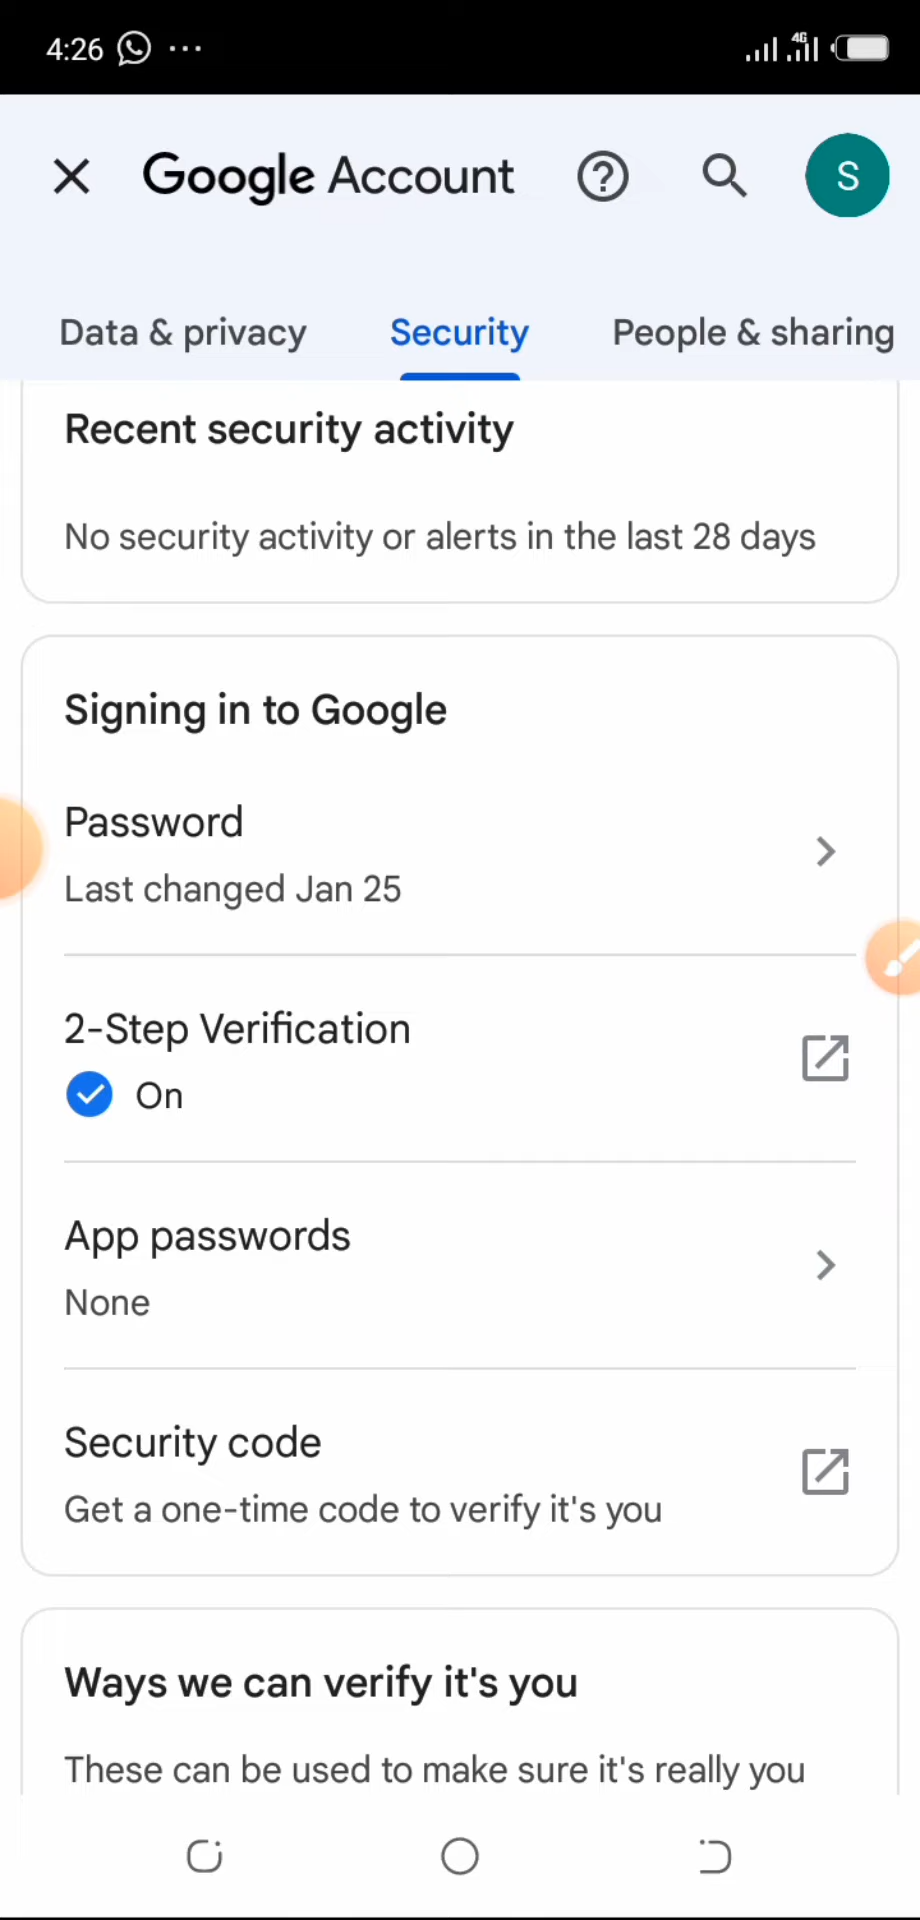 4:26
4G
Google Account
S
Data & privacy
Security
People & sharing
Recent security activity
No security activity or alerts in the last 28 days
Signing in to Google
Password
Last changed Jan 25
2-Step Verification
On
App passwords
None
Security code
Get a one-time code to verify it's you
Ways we can verify it's you
These can be used to make sure it's really you